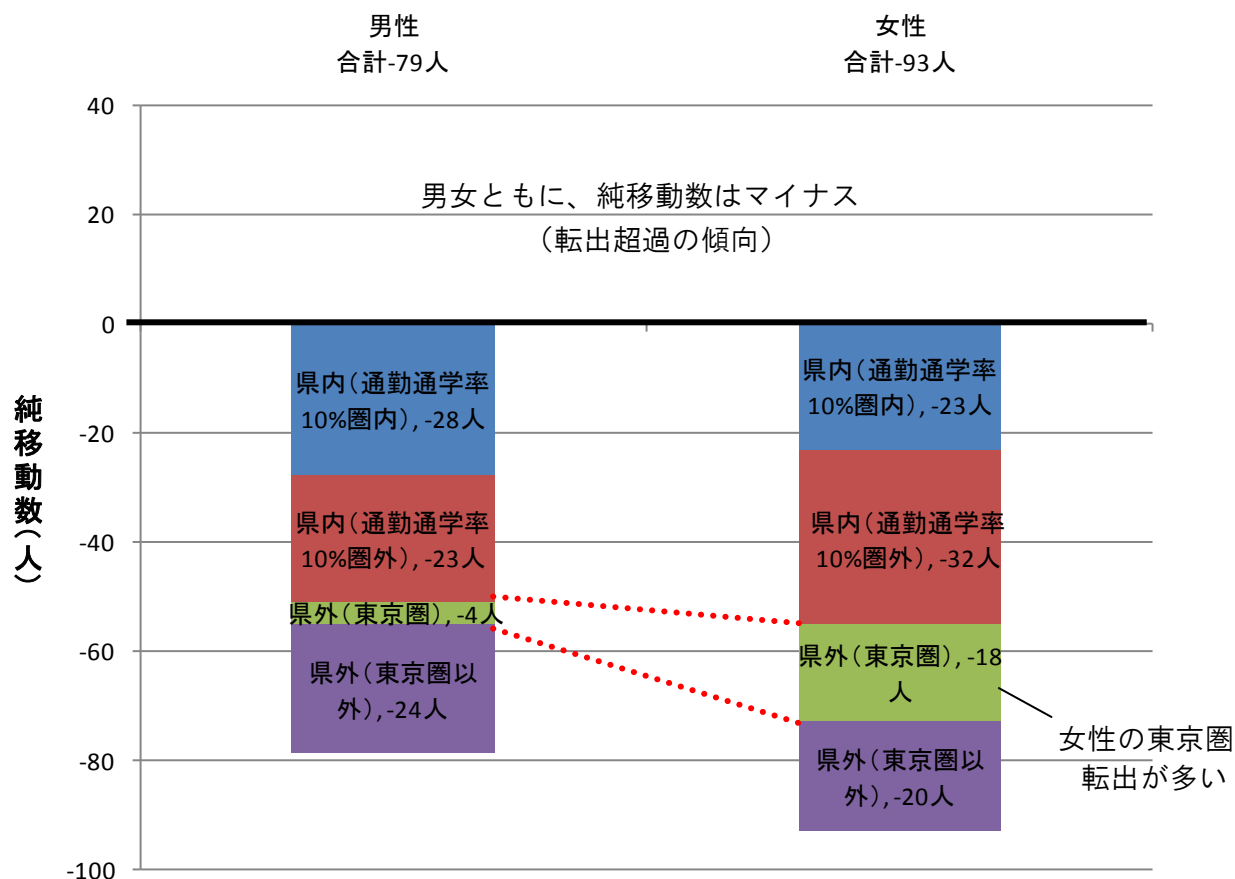 男性
合計-79人
女性
合計-93人
40
20
0
-20
-40
-60
-80
-100
純移動数(人)
男女ともに、純移動数はマイナス
（転出超過の傾向）
県内(通勤通学率
10%圏内), -28人
県内(通勤通学率
10%圏外), -23人
県外(東京圏), -4人
県外(東京圏以
外), -24人
県内(通勤通学率
10%圏内), -23人
県内(通勤通学率
10%圏外), -32人
県外(東京圏), -18
人
県外(東京圏以
外), -20人
女性の東京圏
転出が多い